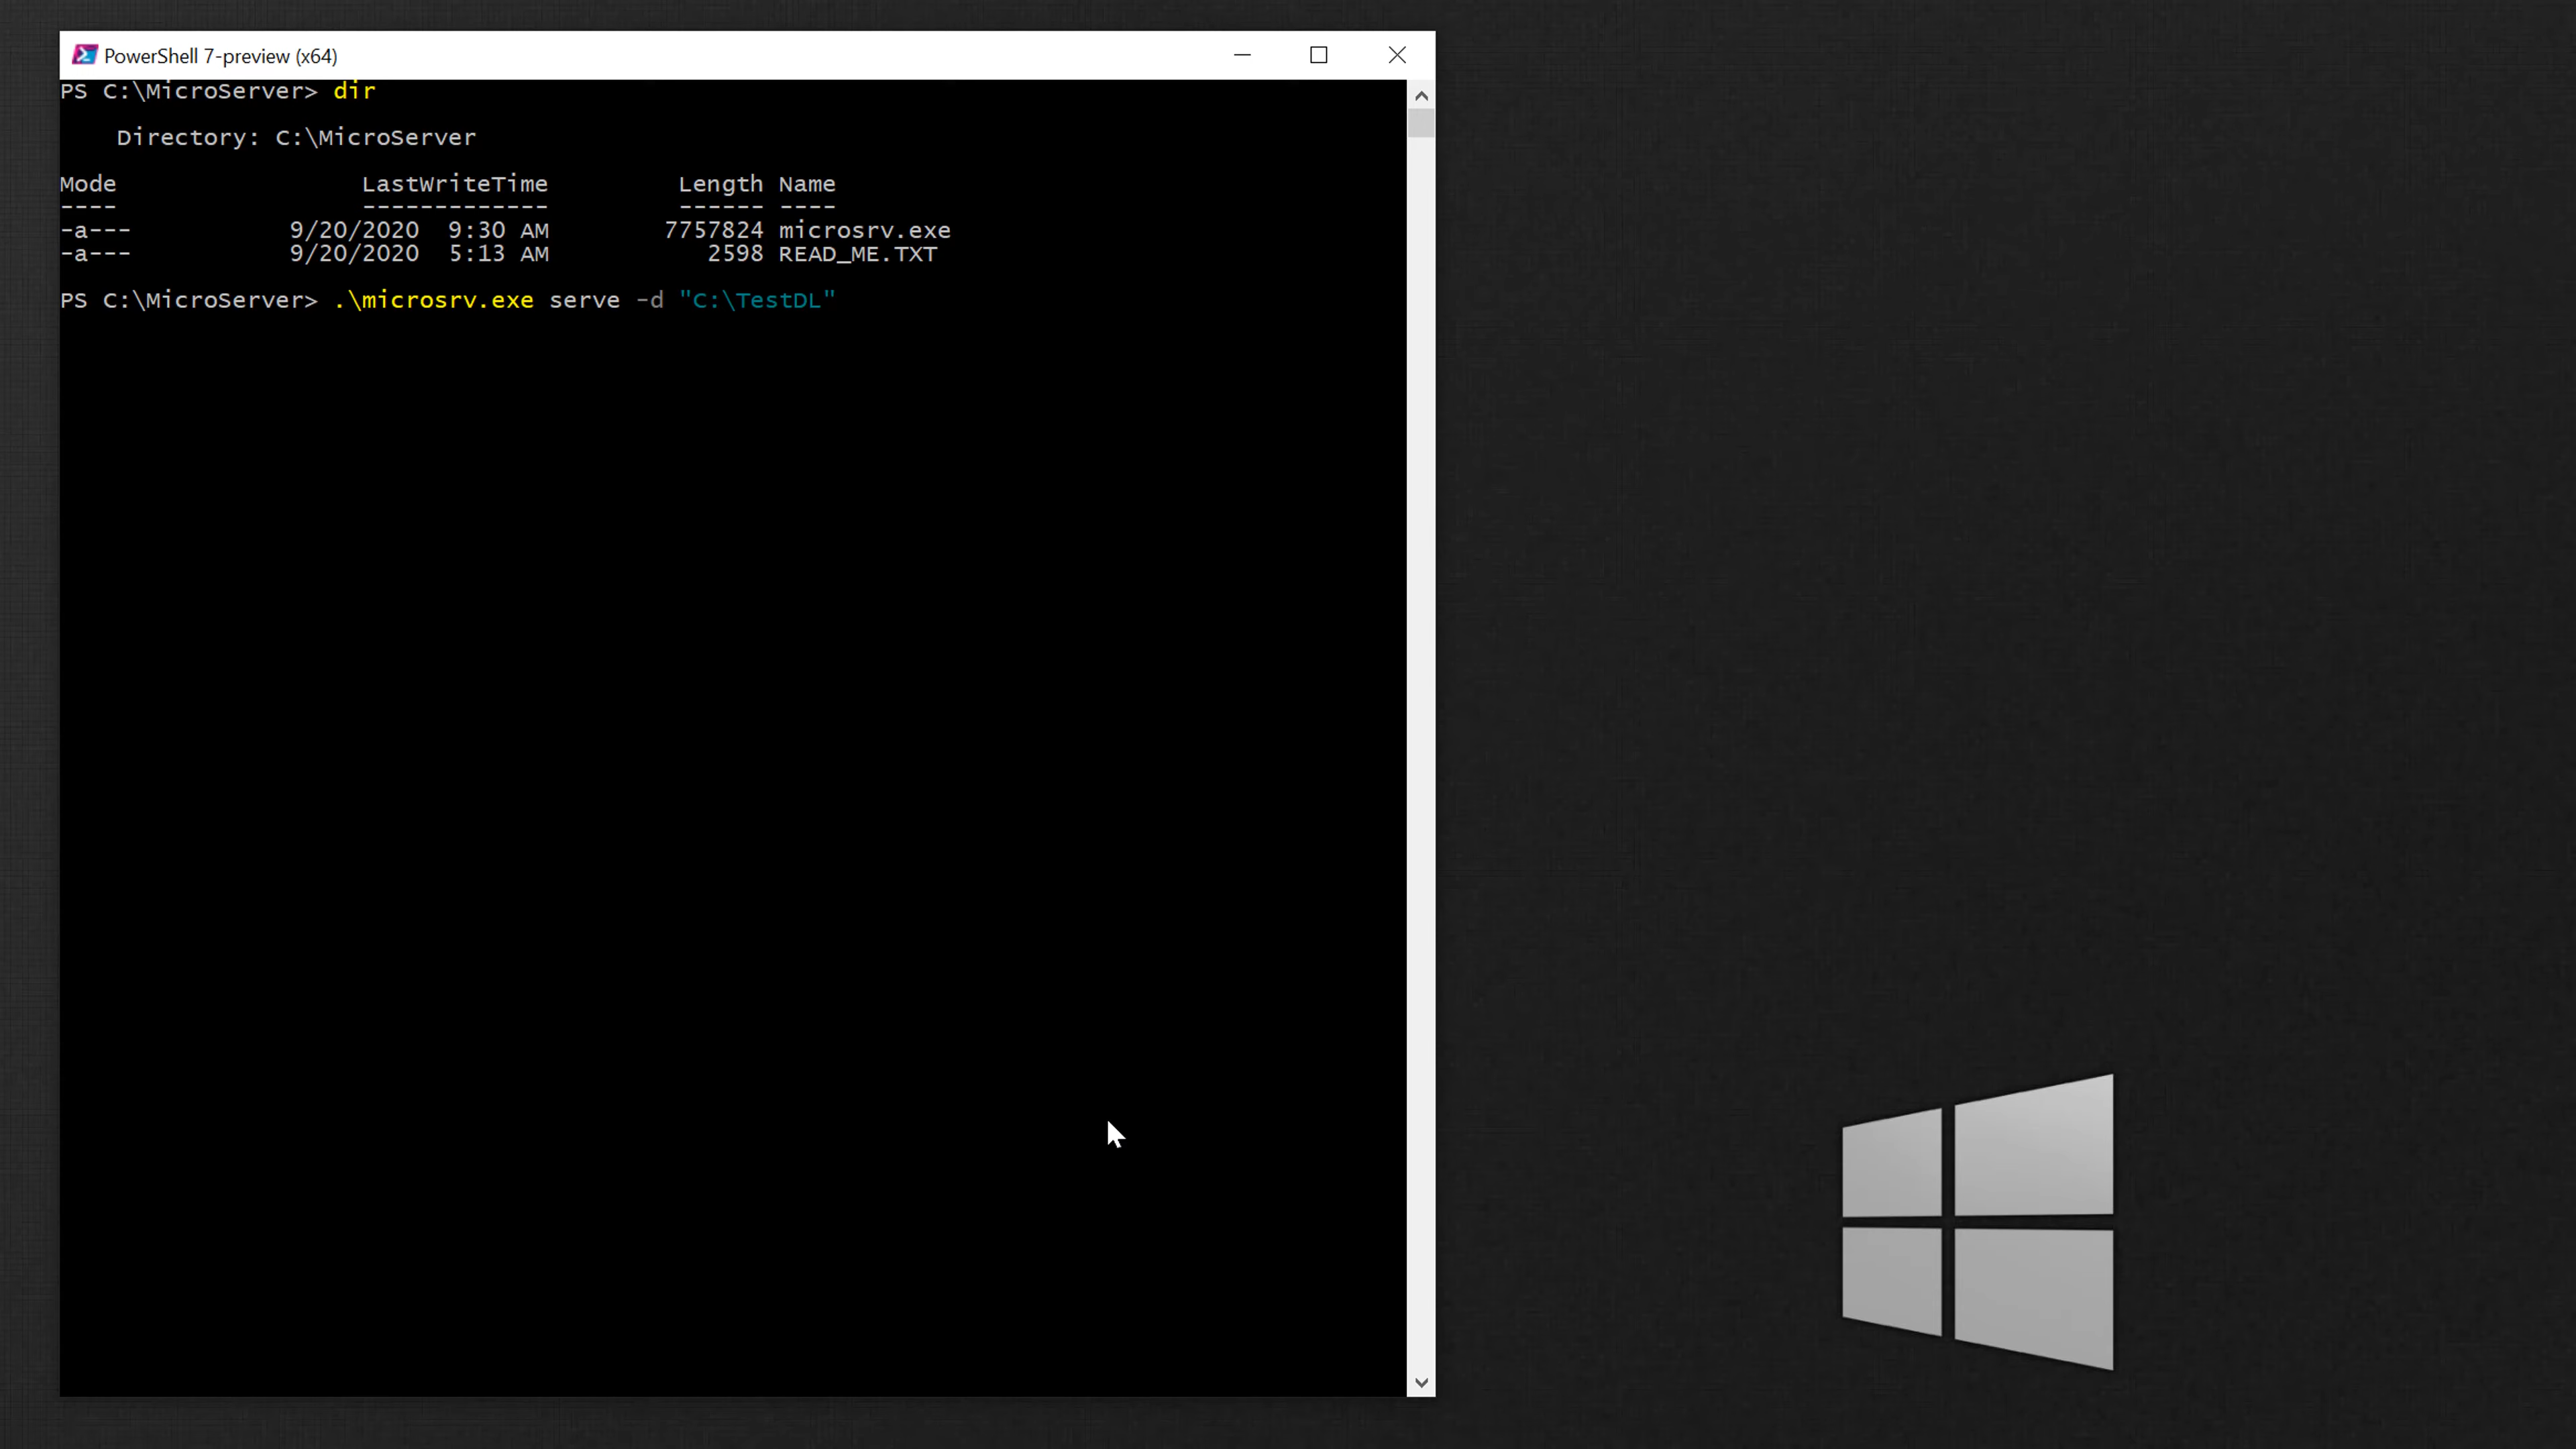 PowerShell 7-preview (x64)
PS C:\MicroServer> dir
Directory: C:\MicroServer
Mode                 LastWriteTime         Length Name
----                 -------------         ------ ----
-a---           9/20/2020  9:30 AM        7757824 microsrv.exe
-a---           9/20/2020  5:13 AM           2598 READ_ME.TXT
PS C:\MicroServer> .\microsrv.exe serve -d "C:\TestDL"